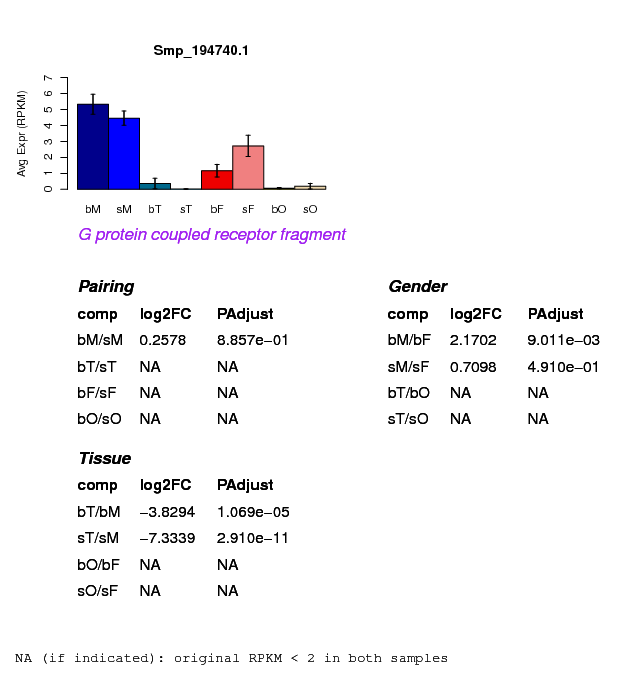 Smp_194740.1
Avg Expr (RPKM)
0 1 2 3 4 5 6 7
bM sM bT sT bF sF bO sO
G protein coupled receptor fragment
Pairing
comp log2FC PAdjust
bM/sM 0.2578 8.857e−01
bT/sT NA NA
bF/sF NA NA
bO/sO NA NA
Gender
comp log2FC PAdjust
bM/bF 2.1702 9.011e−03
sM/sF 0.7098 4.910e−01
bT/bO NA NA
sT/sO NA NA
Tissue
comp log2FC PAdjust
bT/bM −3.8294 1.069e−05
sT/sM −7.3339 2.910e−11
bO/bF NA NA
sO/sF NA NA
NA (if indicated): original RPKM < 2 in both samples